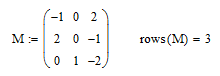 M := ( -1 0 2
2 0 -1
0 1 -2 ) rows(M) = 3